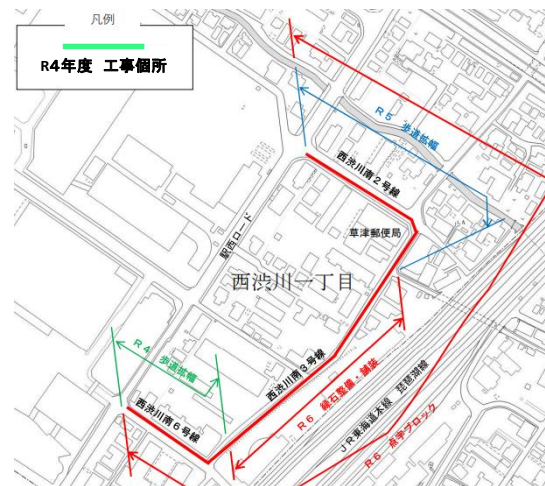 凡例
R4年度 工事個所
R5 歩道拡幅
西渋川南2号線
草津郵便局
駅西ロード
西渋川一丁目
R4 歩道拡幅
西渋川南3号線
R6 縁石整備・舗装
JR東海道本線 琵琶湖線
R6 点字ブロック
西渋川南6号線